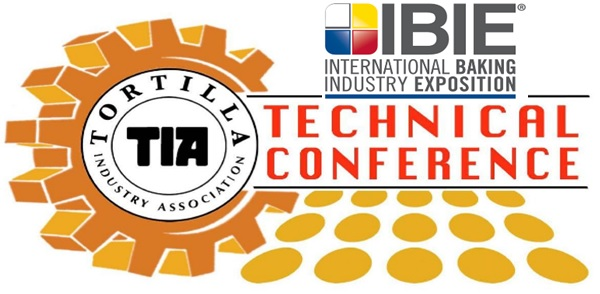 IBIE®
INTERNATIONAL BAKING
INDUSTRY EXPOSITION
TORTILLA
TIA
INDUSTRY ASSOCIATION
TECHNICAL
CONFERENCE